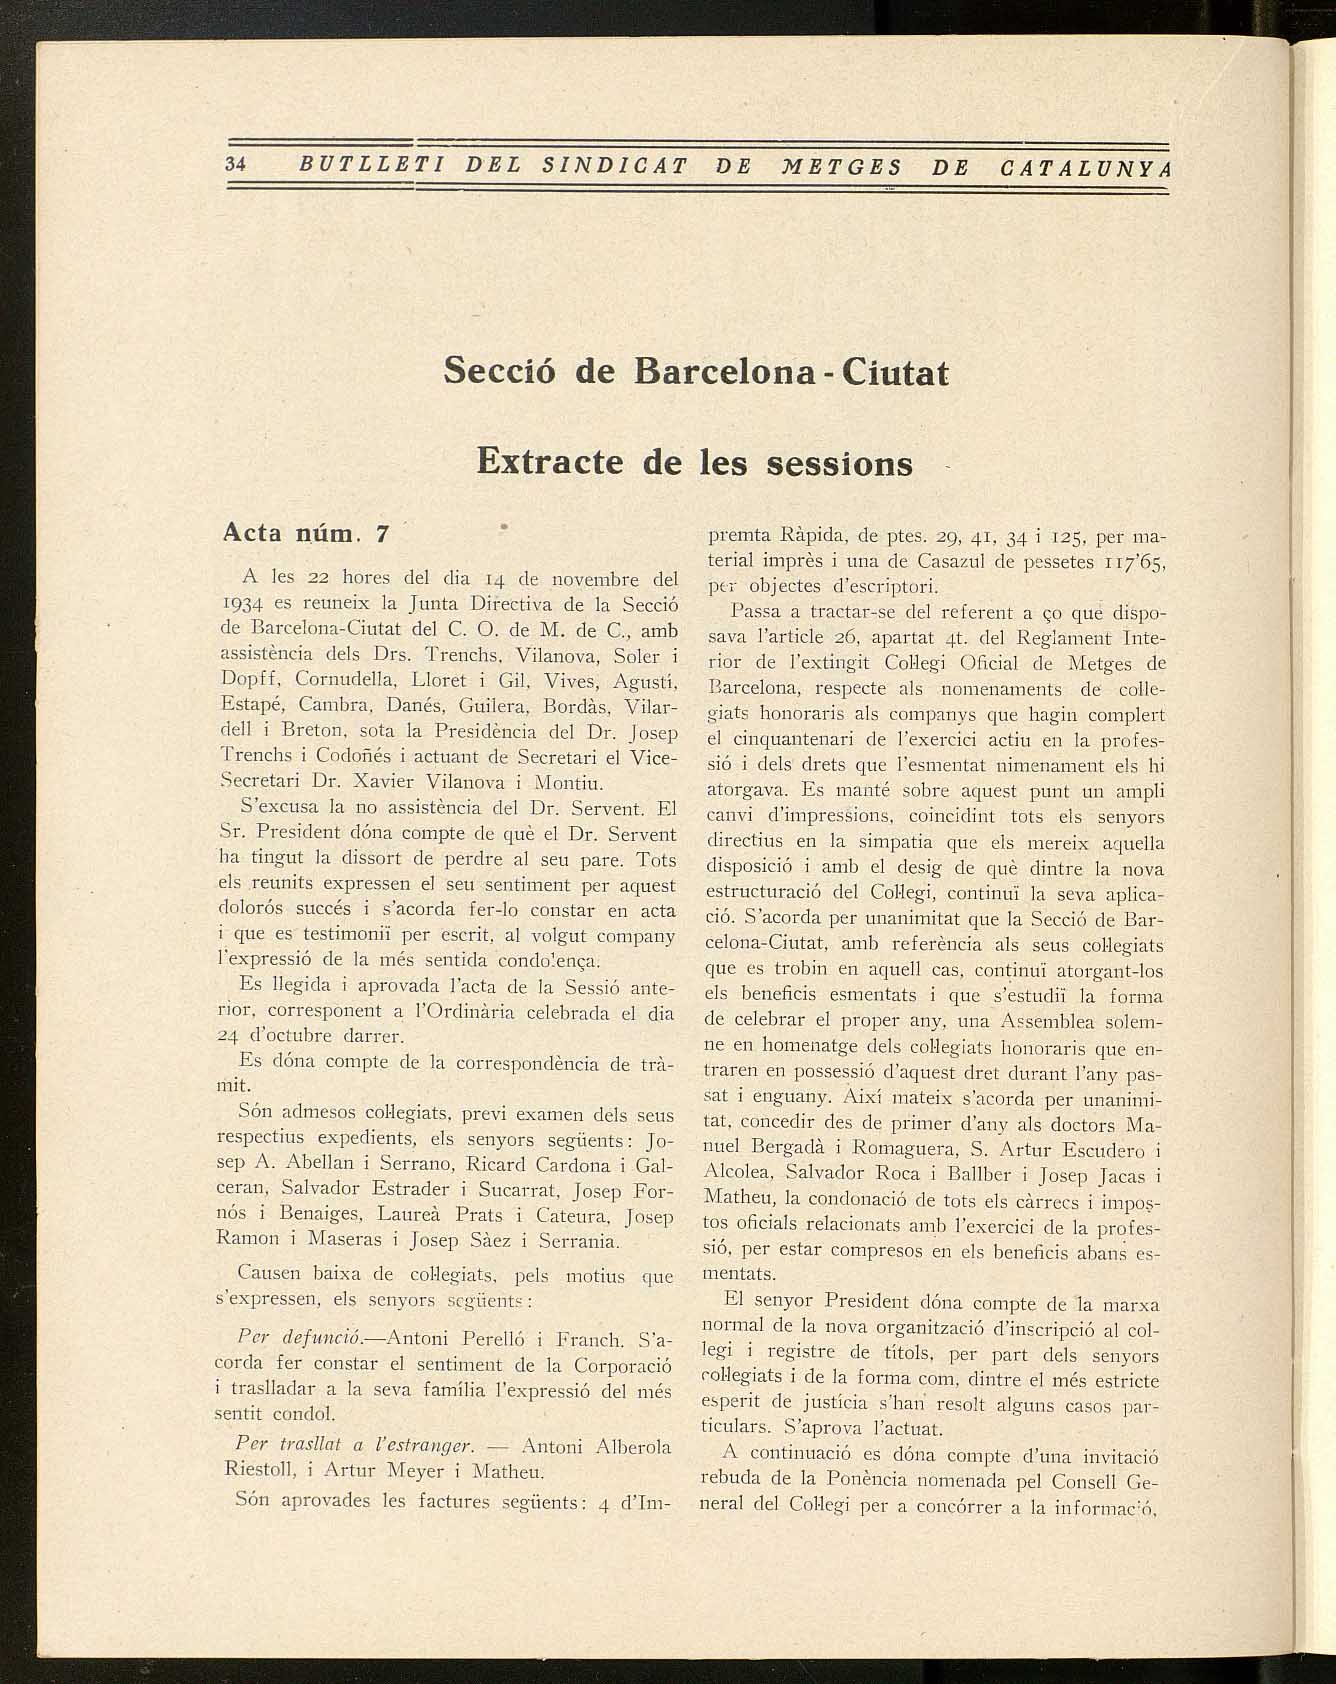 34 BUTLLETI DEL SINDICAT DE METGES DE CATALUNYA
Secció de Barcelona - Ciutat
Extracte de les sessions
Acta núm. 7
A les 22 hores del dia 14 de novembre del
1934 es reuneix la Junta Directiva de la Secció
de Barcelona-Ciutat del C. O. de M. de C., amb
assistència dels Drs. Trenchs, Vilanova, Soler i
Dopff, Cornudella, Lloret i Gil, Vives, Agustí,
Estapé, Cambra, Danés, Guilera, Bordàs, Vilar-
dell i Breton, sota la Presidència del Dr. Josep
Trenchs i Codoñés i actuant de Secretari el Vice-
Secretari Dr. Xavier Vilanova i Montiu.
S'excusa la no assistència del Dr. Servent. El
Sr. President dóna compte de què el Dr. Servent
ha tingut la dissort de perdre al seu pare. Tots
els reunits expressen el seu sentiment per aquest
dolorós succés i s'acorda fer-lo constar en acta
i que es testimoniï per escrit, al volgut company
l'expressió de la més sentida condolença.
Es llegida i aprovada l'acta de la Sessió ante-
rior, corresponent a l'Ordinària celebrada el dia
24 d'octubre darrer.
Es dóna compte de la correspondència de trà-
mit.
Són admesos col·legiats, previ examen dels seus
respectius expedients, els senyors següents: Jo-
sep A. Abellan i Serrano, Ricard Cardona i Gal-
ceran, Salvador Estrader i Sucarrat, Josep For-
nós i Benaiges, Laureà Prats i Cateura, Josep
Ramon i Maseras i Josep Sàez i Serrania.
Causen baixa de col·legiats, pels motius que
s'expressen, els senyors següents:
Per defunció.—Antoni Perelló i Franch. S'a-
corda fer constar el sentiment de la Corporació
i traslladar a la seva família l'expressió del més
sentit condol.
Per trasllat a l'estranger. — Antoni Alberola
Riestoll, i Artur Meyer i Matheu.
Són aprovades les factures següents: 4 d'Im-
premta Ràpida, de ptes. 29, 41, 34 i 125, per ma-
terial imprès i una de Casazul de pessetes 117'65,
per objectes d'escriptori.
Passa a tractar-se del referent a ço que dispo-
sava l'article 26, apartat 4t. del Reglament Inte-
rior de l'extingit Col·legi Oficial de Metges de
Barcelona, respecte als nomenaments de colle-
giats honoraris als companys que hagin complert
el cinquantenari de l'exercici actiu en la profes-
sió i dels drets que l'esmentat nimenament els hi
atorgava. Es manté sobre aquest punt un ampli
canvi d'impressions, coincidint tots els senyors
directius en la simpatia que els mereix aquella
disposició i amb el desig de què dintre la nova
estructuració del Col·legi, continuï la seva aplica-
ció. S'acorda per unanimitat que la Secció de Bar-
celona-Ciutat, amb referència als seus col·legiats
que es trobin en aquell cas, continuï atorgant-los
els beneficis esmentats i que s'estudiï la forma
de celebrar el proper any, una Assemblea solem-
ne en homenatge dels col·legiats honoraris que en-
traren en possessió d'aquest dret durant l'any pas-
sat i enguany. Així mateix s'acorda per unanimi-
tat, concedir des de primer d'any als doctors Ma-
nuel Bergadà i Romaguera, S. Artur Escudero i
Alcolea, Salvador Roca i Ballber i Josep Jacas i
Matheu, la condonació de tots els càrrecs i impos-
tos oficials relacionats amb l'exercici de la profes-
sió, per estar compresos en els beneficis abans es-
mentats.
El senyor President dóna compte de la marxa
normal de la nova organització d'inscripció al col-
legi i registre de títols, per part dels senyors
col·legiats i de la forma com, dintre el més estricte
esperit de justícia s'han resolt alguns casos par-
ticulars. S'aprova l'actuat.
A continuació es dóna compte d'una invitació
rebuda de la Ponència nomenada pel Consell Ge-
neral del Col·legi per a concórrer a la informació,